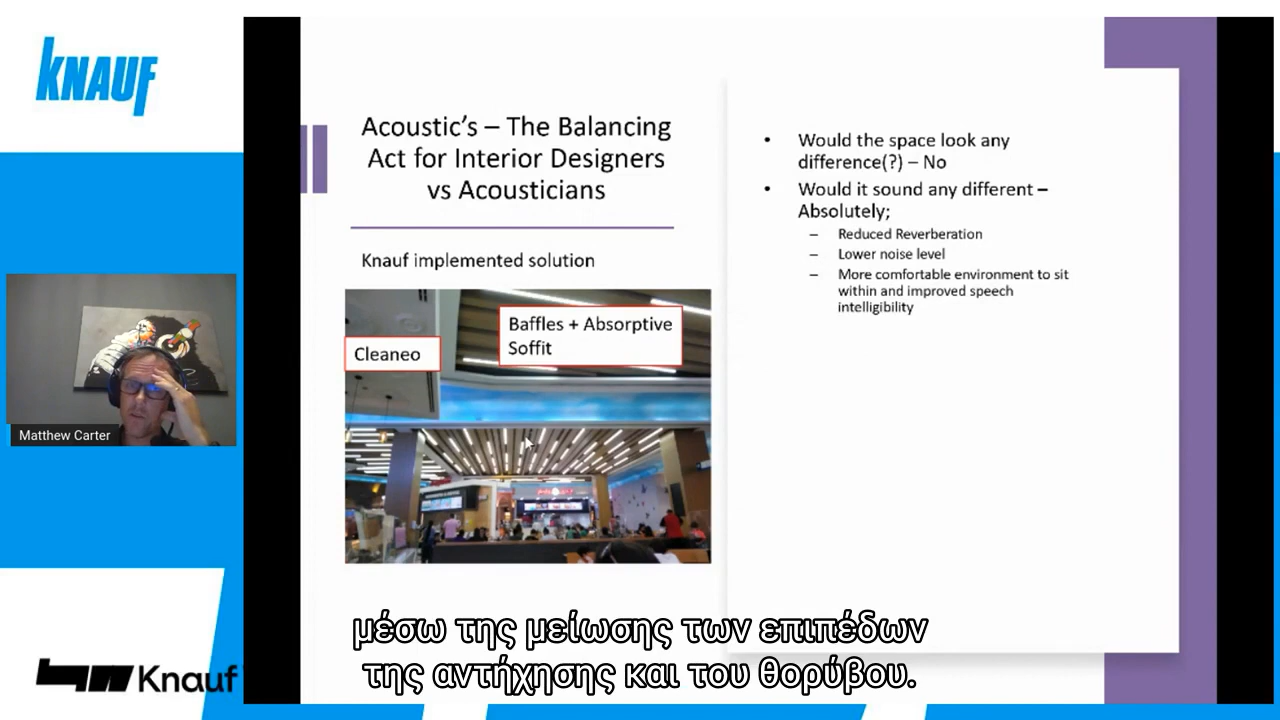 KNAUF
Acoustic's – The Balancing
Act for Interior Designers
vs Acousticians
Knauf implemented solution
Cleaneo
Baffles + Absorptive
Soffit
• Would the space look any
difference(?) – No
• Would it sound any different –
Absolutely;
– Reduced Reverberation
– Lower noise level
– More comfortable environment to sit
within and improved speech
intelligibility
Matthew Carter
μέσω της μείωσης των επιπέδων
της αντήχησης και του θορύβου.
Knauf